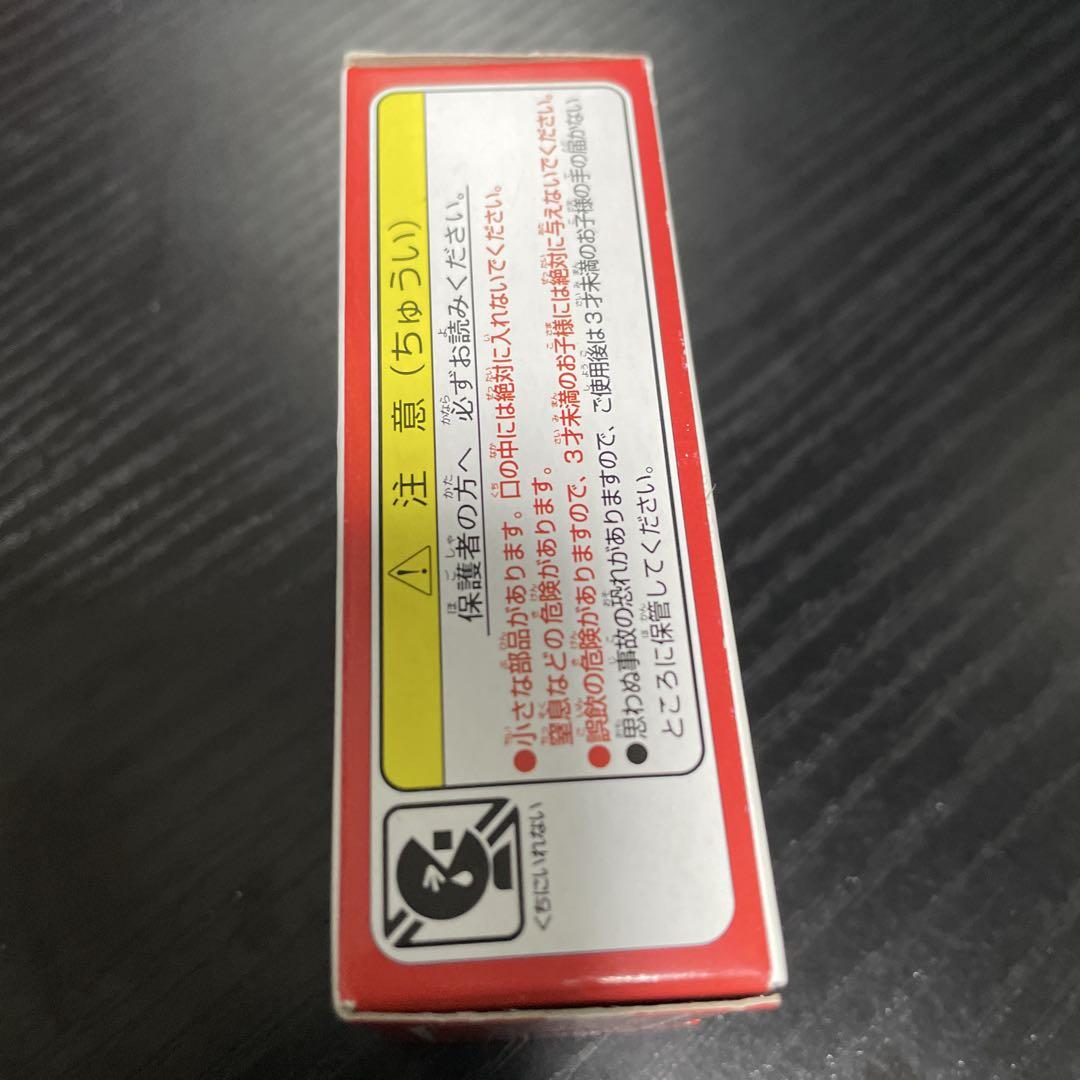 注意（ちゅうい）
保護者の方へ 必ずお読みください。
●小さな部品があります。口の中には絶対に入れないでください。
窒息などの危険があります。
●誤飲の危険がありますので、3才未満のお子様には絶対に与えないでください。
●思わぬ事故の恐れがありますので、ご使用後は3才未満のお子様の手の届かない
ところに保管してください。
くちにいれない